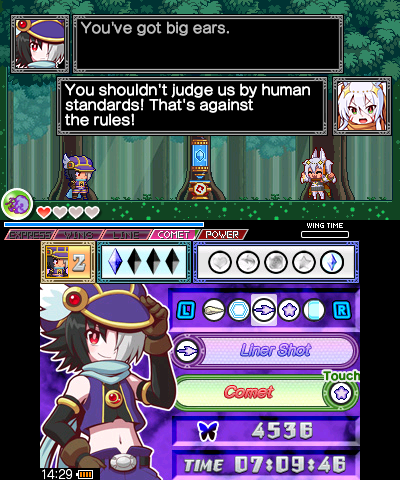 You've got big ears.
You shouldn't judge us by human
standards! That's against
the rules!
EXPRESS
WING
LINE
COMET
POWER
WING TIME
2
L
R
Liner Shot
Touch
Comet
4536
TIME 07:09:46
14:29